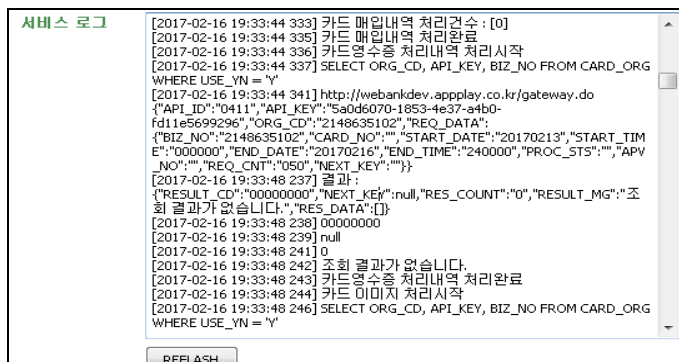 서비스 로그
[2017-02-16 19:33:44 333] 카드 매입내역 처리건수 : [0]
[2017-02-16 19:33:44 335] 카드 매입내역 처리완료
[2017-02-16 19:33:44 336] 카드영수증 처리내역 처리시작
[2017-02-16 19:33:44 337] SELECT ORG_CD, API_KEY, BIZ_NO FROM CARD_ORG
WHERE USE_YN = 'Y'
[2017-02-16 19:33:44 341] http://webankdev.appplay.co.kr/gateway.do
{"API_ID":"0411","API_KEY":"5a0d6070-1853-4e37-a4b0-
fd11e5699296","ORG_CD":"2148635102","REQ_DATA":
{"BIZ_NO":"2148635102","CARD_NO":"","START_DATE":"20170213","START_TIM
E":"000000","END_DATE":"20170216","END_TIME":"240000","PROC_STS":"","APV
_NO":"","REQ_CNT":"050","NEXT_KEY":""}}
[2017-02-16 19:33:48 237] 결과 :
{"RESULT_CD":"00000000","NEXT_KEY":null,"RES_COUNT":"0","RESULT_MG":"조
회 결과가 없습니다.","RES_DATA":[]}
[2017-02-16 19:33:48 238] 00000000
[2017-02-16 19:33:48 239] null
[2017-02-16 19:33:48 241] 0
[2017-02-16 19:33:48 242] 조회 결과가 없습니다.
[2017-02-16 19:33:48 243] 카드영수증 처리내역 처리완료
[2017-02-16 19:33:48 244] 카드 이미지 처리시작
[2017-02-16 19:33:48 246] SELECT ORG_CD, API_KEY, BIZ_NO FROM CARD_ORG
WHERE USE_YN = 'Y'
REFLASH